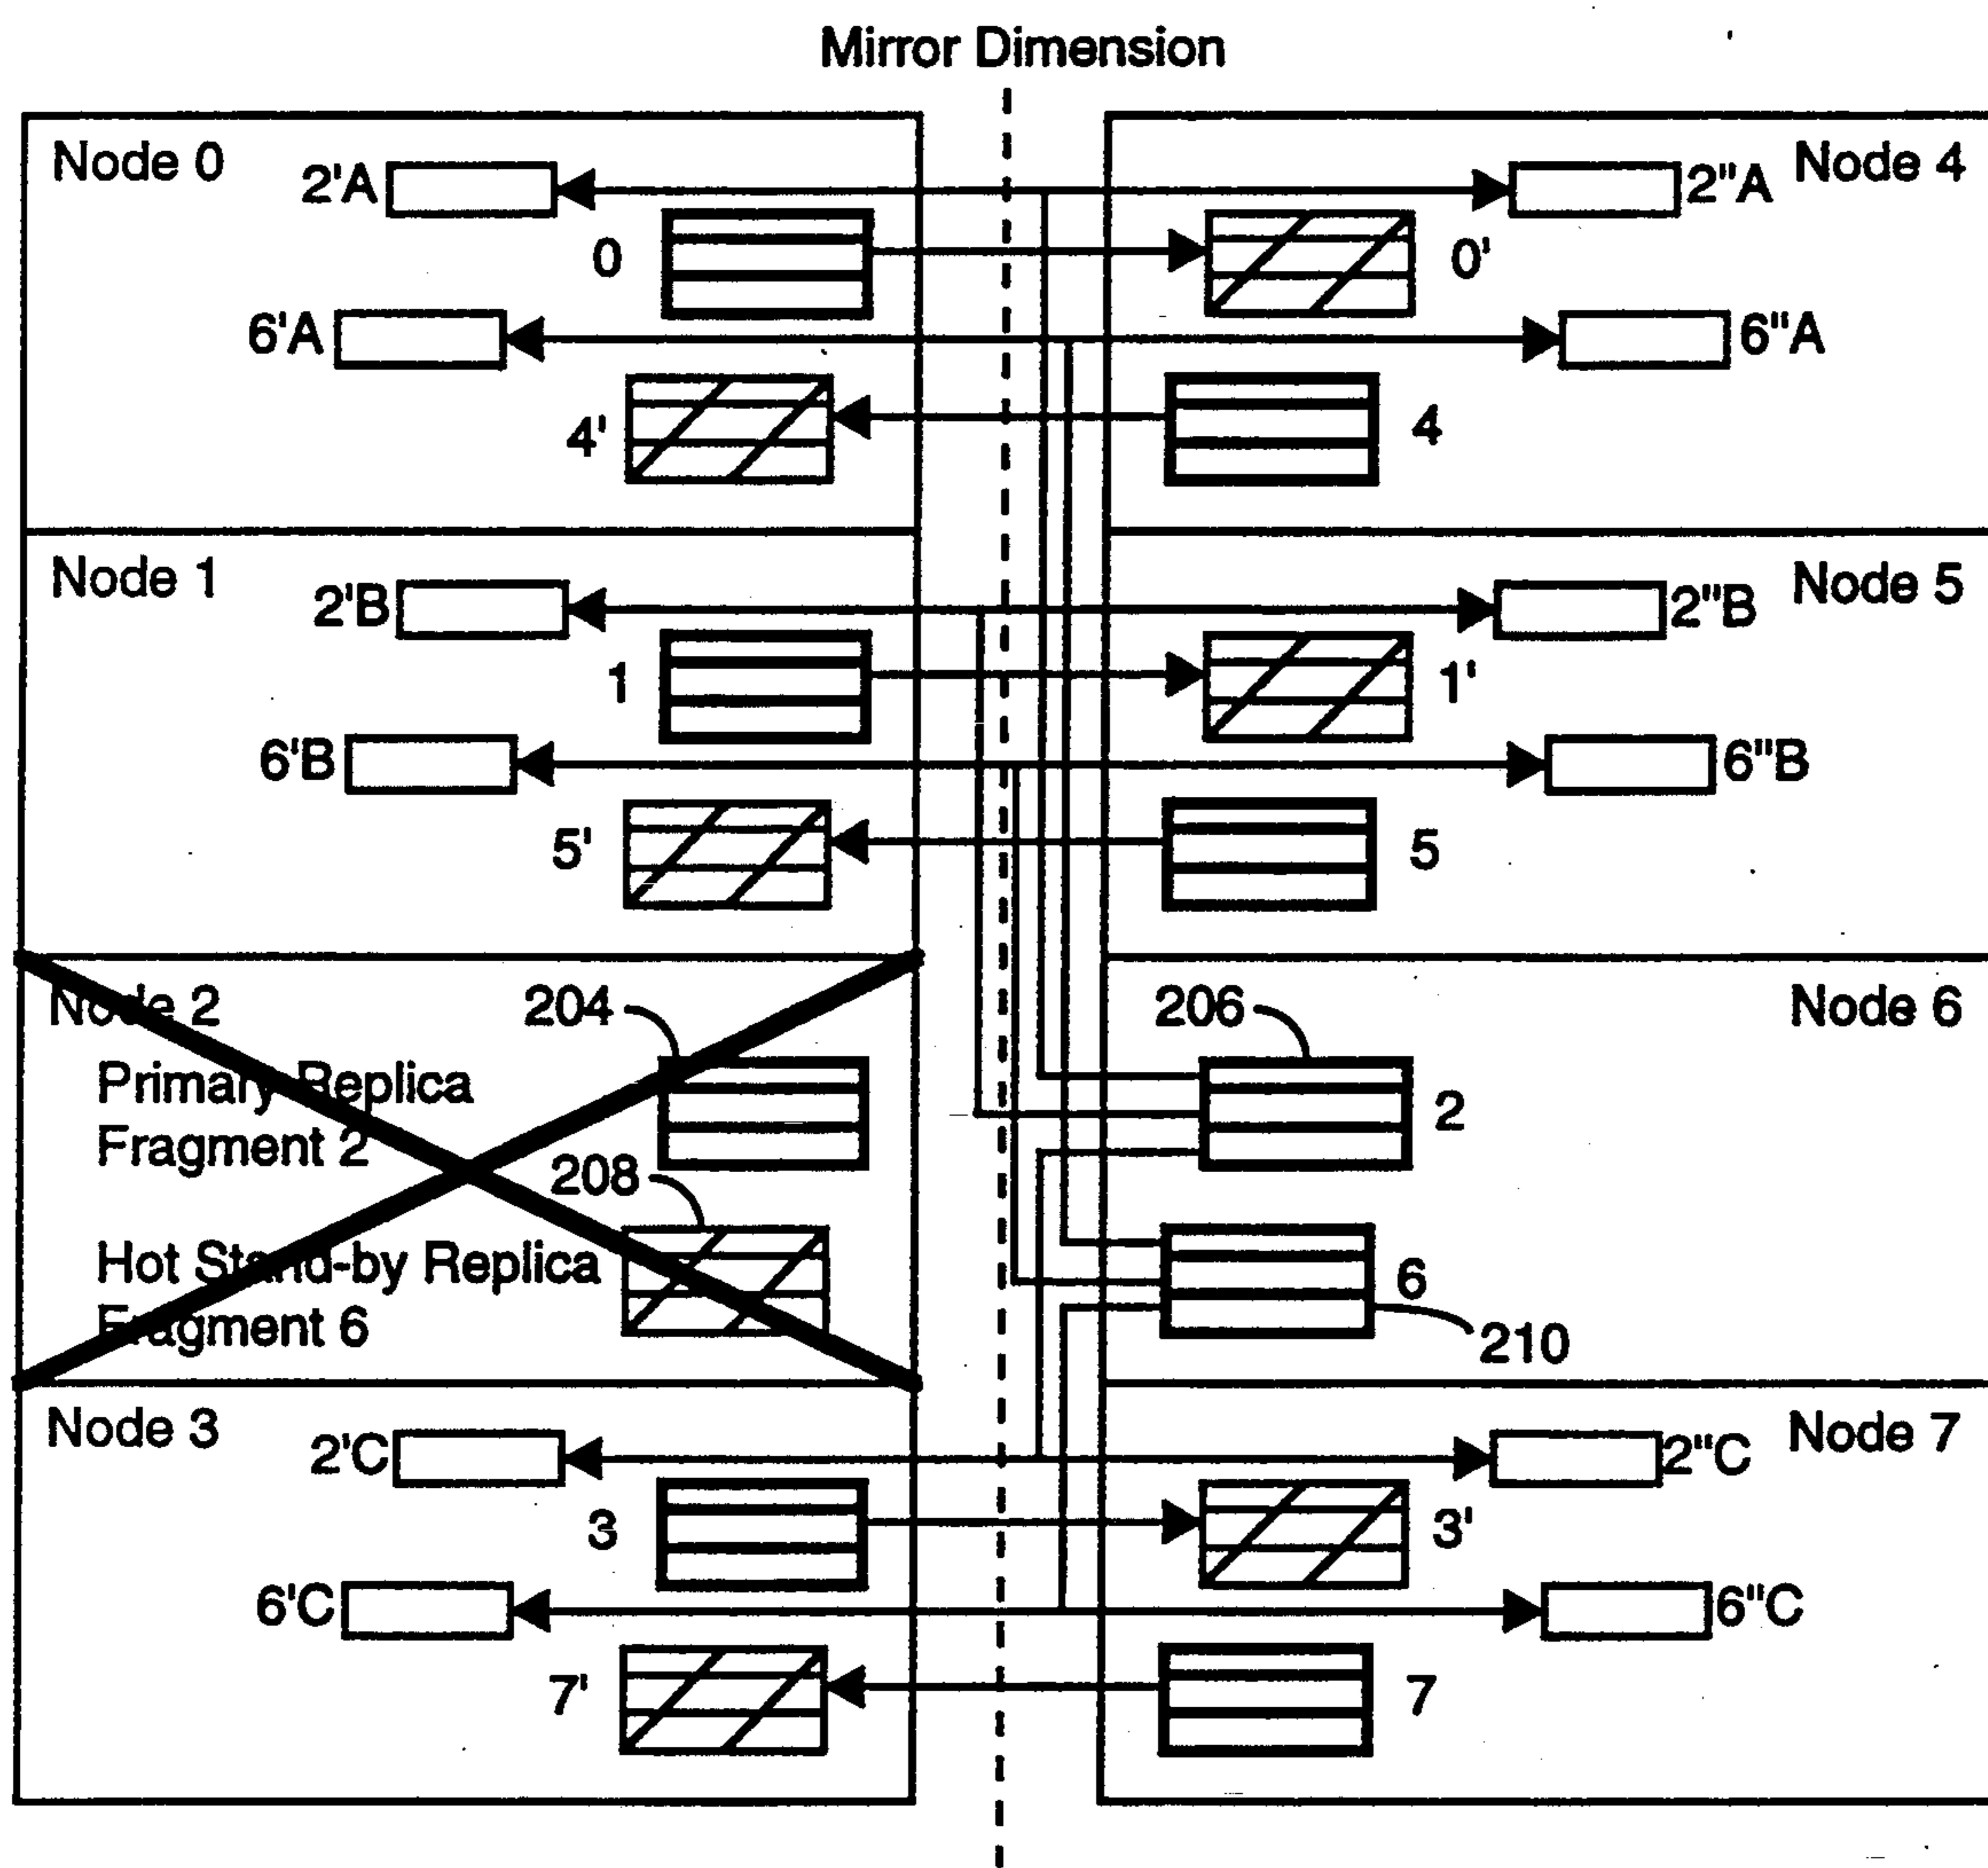 Mirror Dimension
Node 0
Node 4
2'A
2"A
0
0'
6'A
6"A
4'
4
Node 1
Node 5
2'B
2"B
1
1'
6'B
6"B
5'
5
Node 2
204
206
Node 6
Primary Replica
Fragment 2
2
208
Hot Stand-by Replica
Fragment 6
6
210
Node 3
Node 7
2'C
2"C
3
3'
6'C
6"C
7'
7